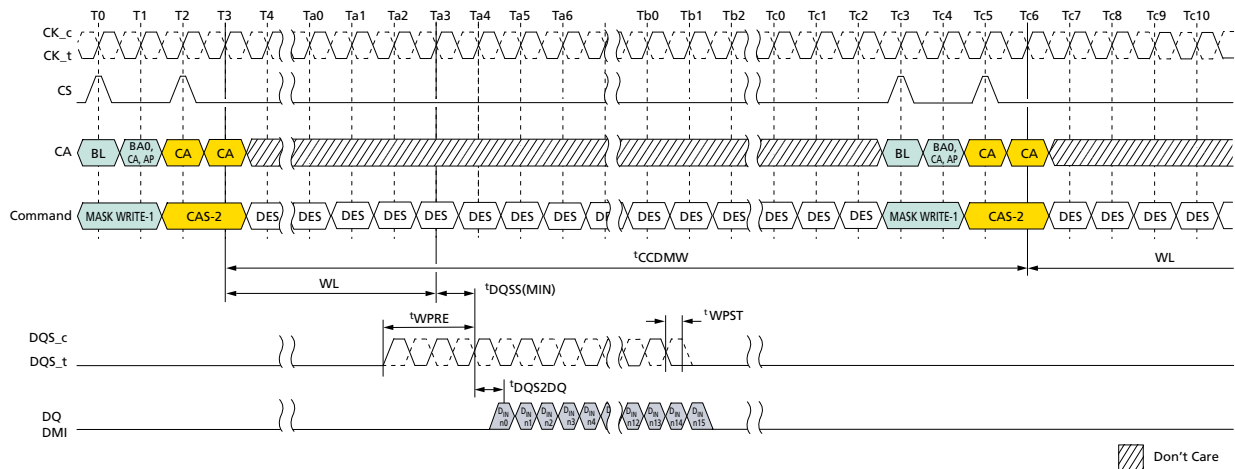 T0 T1 T2 T3 T4 Ta0 Ta1 Ta2 Ta3 Ta4 Ta5 Ta6 Tb0 Tb1 Tb2 Tc0 Tc1 Tc2 Tc3 Tc4 Tc5 Tc6 Tc7 Tc8 Tc9 Tc10
CK_c
CK_t
CS
CA BL BA0, CA, AP CA CA BL BA0, CA, AP CA CA
Command MASK WRITE-1 CAS-2 DES DES DES DES DES DES DES DES DES DES DES DES DES DES MASK WRITE-1 CAS-2 DES DES DES DES
tCCDMW WL
WL tDQSS(MIN)
tWPRE tWPST
DQS_c
DQS_t
tDQS2DQ
DQ DIN n0 DIN n1 DIN n2 DIN n3 DIN n4 DIN n12 DIN n13 DIN n14 DIN n15
DMI
Don't Care